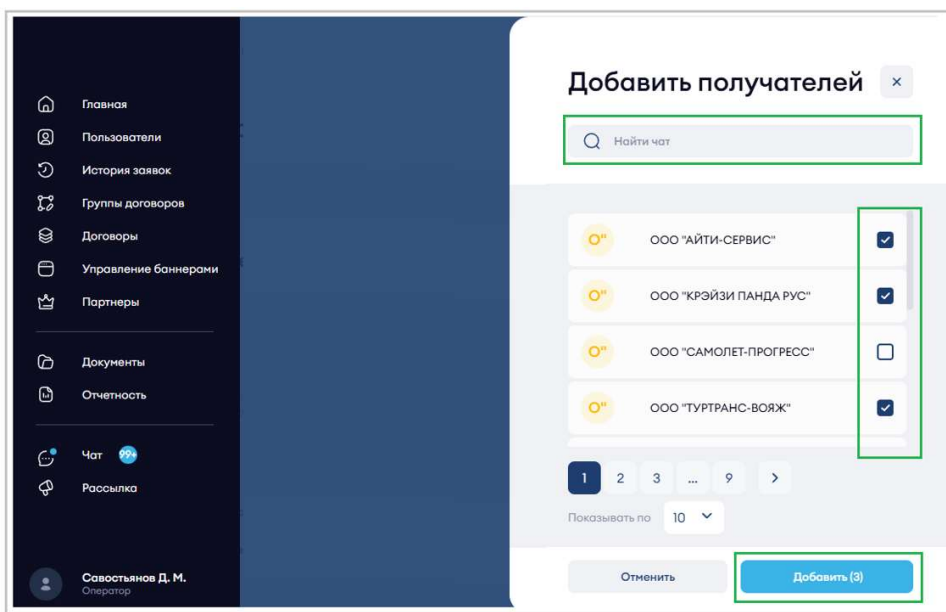 Главная
Пользователи
История заявок
Группы договоров
Договоры
Управление баннерами
Партнеры
Документы
Отчетность
Чат 99+
Рассылка
Савостьянов Д. М.
Оператор
Добавить получателей
Найти чат
О" ООО "АЙТИ-СЕРВИС"
О" ООО "КРЭЙЗИ ПАНДА РУС"
О" ООО "САМОЛЕТ-ПРОГРЕСС"
О" ООО "ТУРТРАНС-ВОЯЖ"
1 2 3 ... 9
Показывать по 10
Отменить Добавить (3)